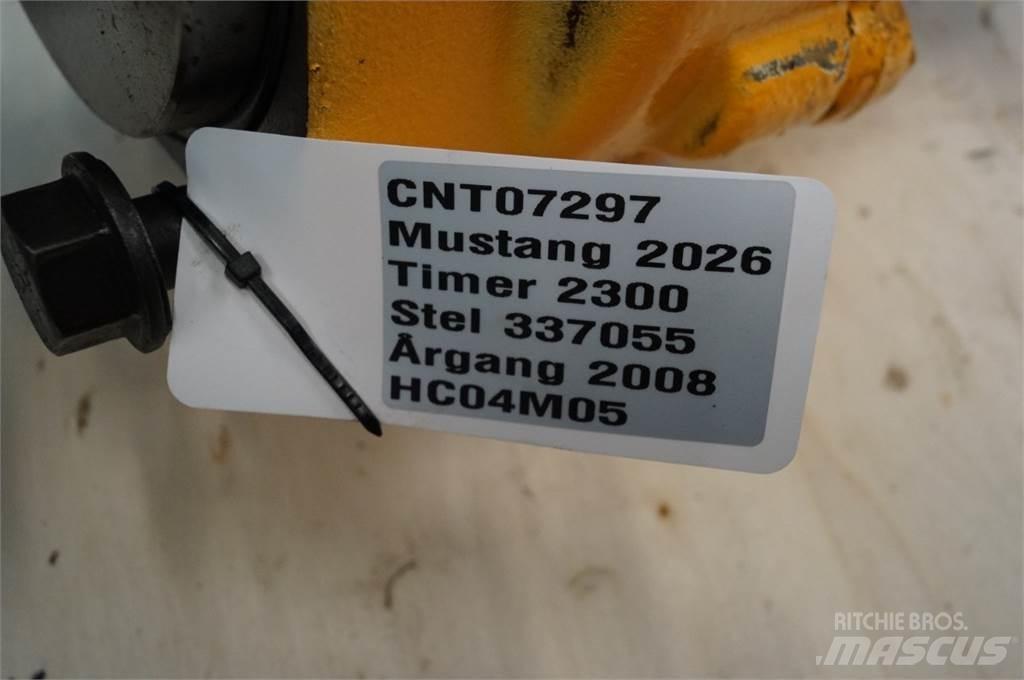 CNT07297
Mustang 2026
Timer 2300
Stel 337055
Årgang 2008
HC04M05
RITCHIE BROS.
MASCUS